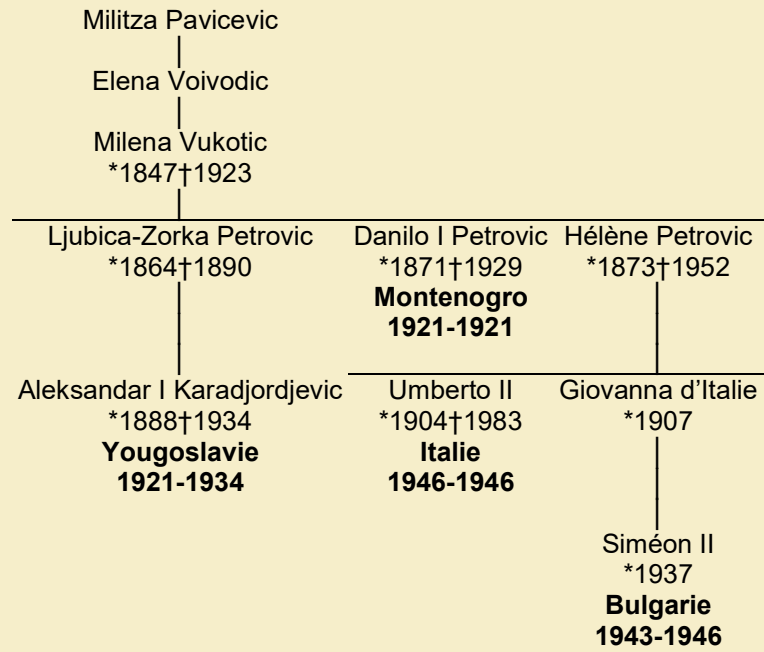 Militza Pavicevic
Elena Voivodic
Milena Vukotic
*1847†1923
Ljubica-Zorka Petrovic Danilo I Petrovic Hélène Petrovic
*1864†1890 *1871†1929 *1873†1952
Montenogro
1921-1921
Aleksandar I Karadjordjevic Umberto II Giovanna d'Italie
*1888†1934 *1904†1983 *1907
Yougoslavie Italie
1921-1934 1946-1946
Siméon II
*1937
Bulgarie
1943-1946